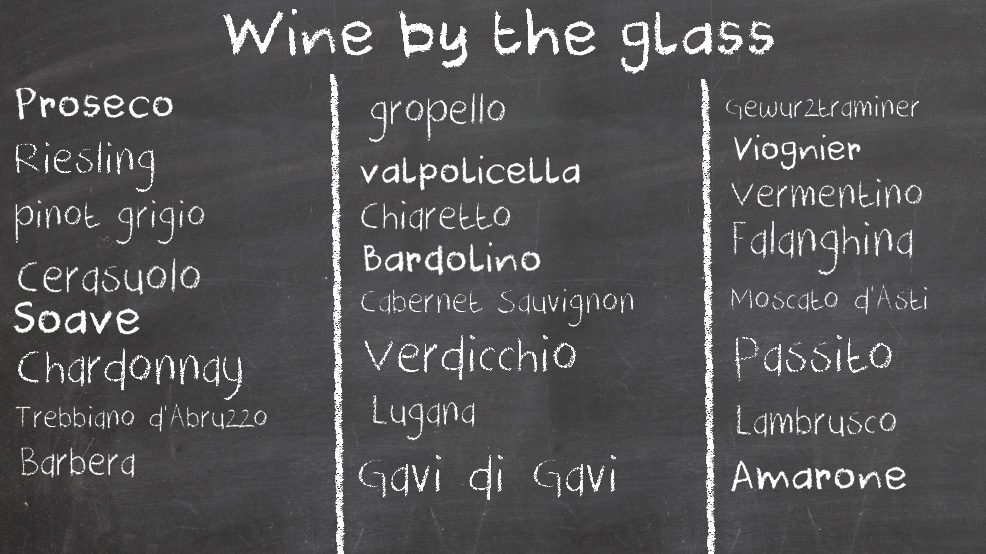 Wine by the glass
Proseco
Riesling
pinot grigio
Cerasuolo
Soave
Chardonnay
Trebbiano d'Abruzzo
Barbera
gropello
valpolicella
Chiaretto
Bardolino
Cabernet Sauvignon
Verdicchio
Lugana
Gavi di Gavi
Gewurztraminer
Viognier
Vermentino
Falanghina
Moscato d'Asti
Passito
Lambrusco
Amarone